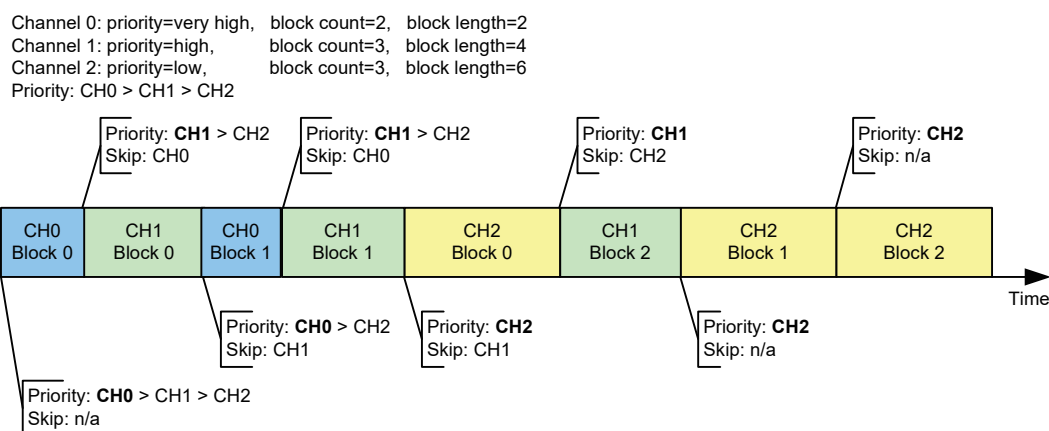 Channel 0: priority=very high, block count=2, block length=2
Channel 1: priority=high, block count=3, block length=4
Channel 2: priority=low, block count=3, block length=6
Priority: CH0 > CH1 > CH2
Priority: CH1 > CH2
Skip: CH0
Priority: CH1 > CH2
Skip: CH0
Priority: CH1
Skip: CH2
Priority: CH2
Skip: n/a
CH0
Block 0
CH1
Block 0
CH0
Block 1
CH1
Block 1
CH2
Block 0
CH1
Block 2
CH2
Block 1
CH2
Block 2
Time
Priority: CH0 > CH2
Skip: CH1
Priority: CH2
Skip: CH1
Priority: CH2
Skip: n/a
Priority: CH0 > CH1 > CH2
Skip: n/a